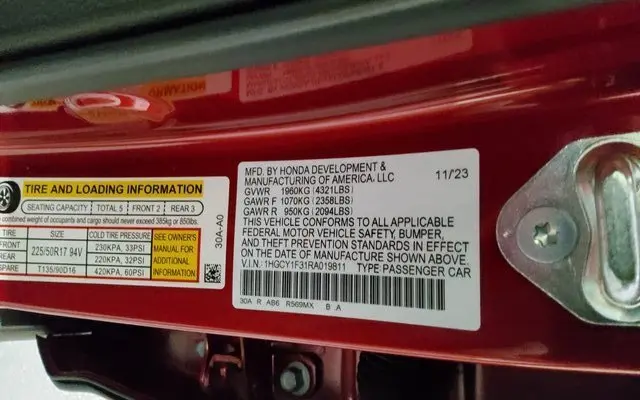 TIRE AND LOADING INFORMATION
SEATING CAPACITY TOTAL 5 FRONT 2 REAR 3
combined weight of occupants and cargo should never exceed 385kg or 850lbs.
TIRE SIZE COLD TIRE PRESSURE
FRONT 225/50R17 94V 230KPA, 33PSI
REAR 220KPA, 32PSI
SPARE T135/90D16 420KPA, 60PSI
SEE OWNER'S
MANUAL FOR
ADDITIONAL
INFORMATION
30A-A0
MFD. BY HONDA DEVELOPMENT & 11/23
MANUFACTURING OF AMERICA, LLC
GVWR 1960KG (4321LBS)
GAWR F 1070KG (2358LBS)
GAWR R 950KG (2094LBS)
THIS VEHICLE CONFORMS TO ALL APPLICABLE
FEDERAL MOTOR VEHICLE SAFETY, BUMPER,
AND THEFT PREVENTION STANDARDS IN EFFECT
ON THE DATE OF MANUFACTURE SHOWN ABOVE.
V.I.N.: 1HGCY1F31RA019811 TYPE PASSENGER CAR
30A R AB6 R569MX B .A